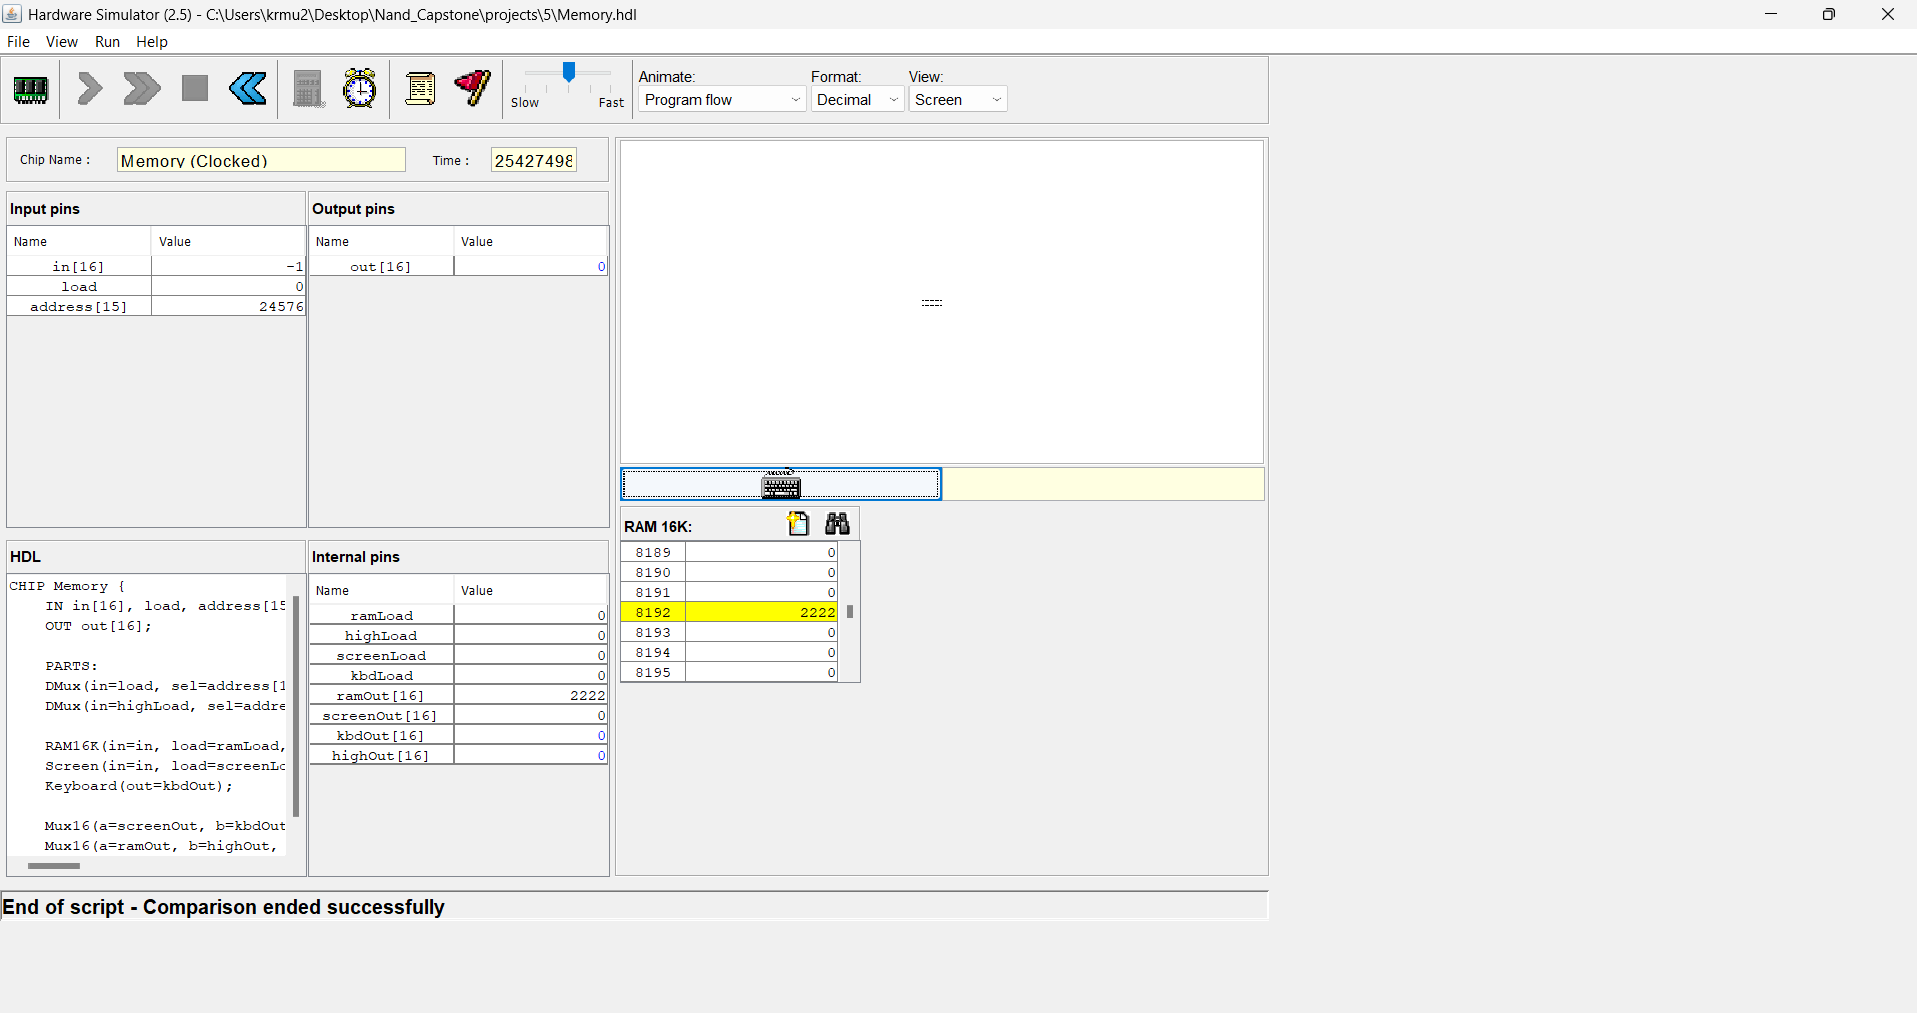 Hardware Simulator (2.5) - C:\Users\krmu2\Desktop\Nand_Capstone\projects\5\Memory.hdl
File View Run Help
Slow Fast
Animate: Format: View:
Program flow Decimal Screen
Chip Name : Memory (Clocked) Time : 25427498
Input pins
Name Value
in[16] -1
load 0
address[15] 24576
Output pins
Name Value
out[16] 0
HDL
CHIP Memory {
IN in[16], load, address[15
OUT out[16];
PARTS:
DMux(in=load, sel=address[1
DMux(in=highLoad, sel=addre
RAM16K(in=in, load=ramLoad,
Screen(in=in, load=screenLo
Keyboard(out=kbdOut);
Mux16(a=screenOut, b=kbdOut
Mux16(a=ramOut, b=highOut,
Internal pins
Name Value
ramLoad 0
highLoad 0
screenLoad 0
kbdLoad 0
ramOut[16] 2222
screenOut[16] 0
kbdOut[16] 0
highOut[16] 0
RAM 16K:
8189 0
8190 0
8191 0
8192 2222
8193 0
8194 0
8195 0
End of script - Comparison ended successfully